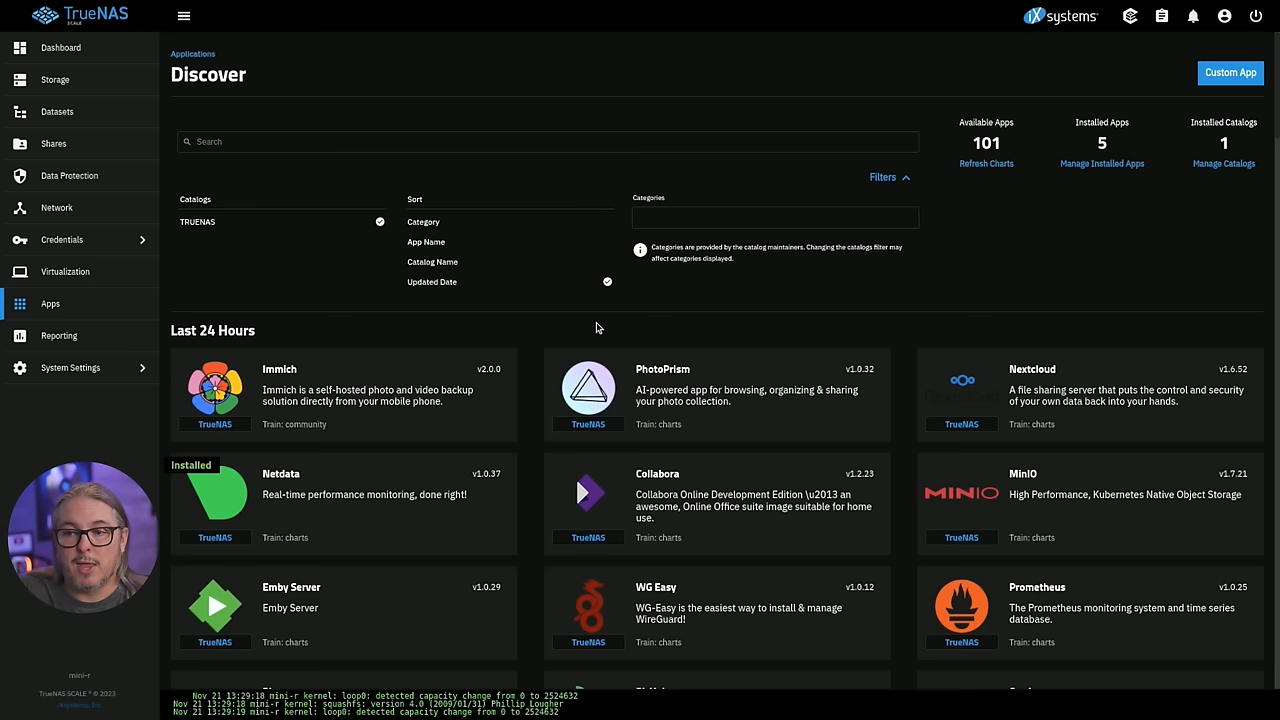 TrueNAS
SCALE
iXsystems
Dashboard
Storage
Datasets
Shares
Data Protection
Network
Credentials
Virtualization
Apps
Reporting
System Settings
mini-r
TrueNAS SCALE ® © 2023
iXsystems, Inc
Applications
Discover
Custom App
Search
Available Apps
101
Refresh Charts
Installed Apps
5
Manage Installed Apps
Installed Catalogs
1
Manage Catalogs
Filters
Catalogs
TRUENAS
Sort
Category
App Name
Catalog Name
Updated Date
Categories
Categories are provided by the catalog maintainers. Changing the catalogs filter may
affect categories displayed.
Last 24 Hours
Immich
v2.0.0
Immich is a self-hosted photo and video backup
solution directly from your mobile phone.
TrueNAS
Train: community
PhotoPrism
v1.0.32
AI-powered app for browsing, organizing & sharing
your photo collection.
TrueNAS
Train: charts
Nextcloud
v1.6.52
A file sharing server that puts the control and security
of your own data back into your hands.
TrueNAS
Train: charts
Installed
Netdata
v1.0.37
Real-time performance monitoring, done right!
TrueNAS
Train: charts
Collabora
v1.2.23
Collabora Online Development Edition \u2013 an
awesome, Online Office suite image suitable for home
use.
TrueNAS
Train: charts
MINIO
MinIO
v1.7.21
High Performance, Kubernetes Native Object Storage
TrueNAS
Train: charts
Emby Server
v1.0.29
Emby Server
TrueNAS
Train: charts
WG Easy
v1.0.12
WG-Easy is the easiest way to install & manage
WireGuard!
TrueNAS
Train: charts
Prometheus
v1.0.25
The Prometheus monitoring system and time series
database.
TrueNAS
Train: charts
Nov 21 13:29:18 mini-r kernel: loop0: detected capacity change from 0 to 2524632
Nov 21 13:29:18 mini-r kernel: squashfs: version 4.0 (2009/01/31) Phillip Lougher
Nov 21 13:29:19 mini-r kernel: loop0: detected capacity change from 0 to 2524632